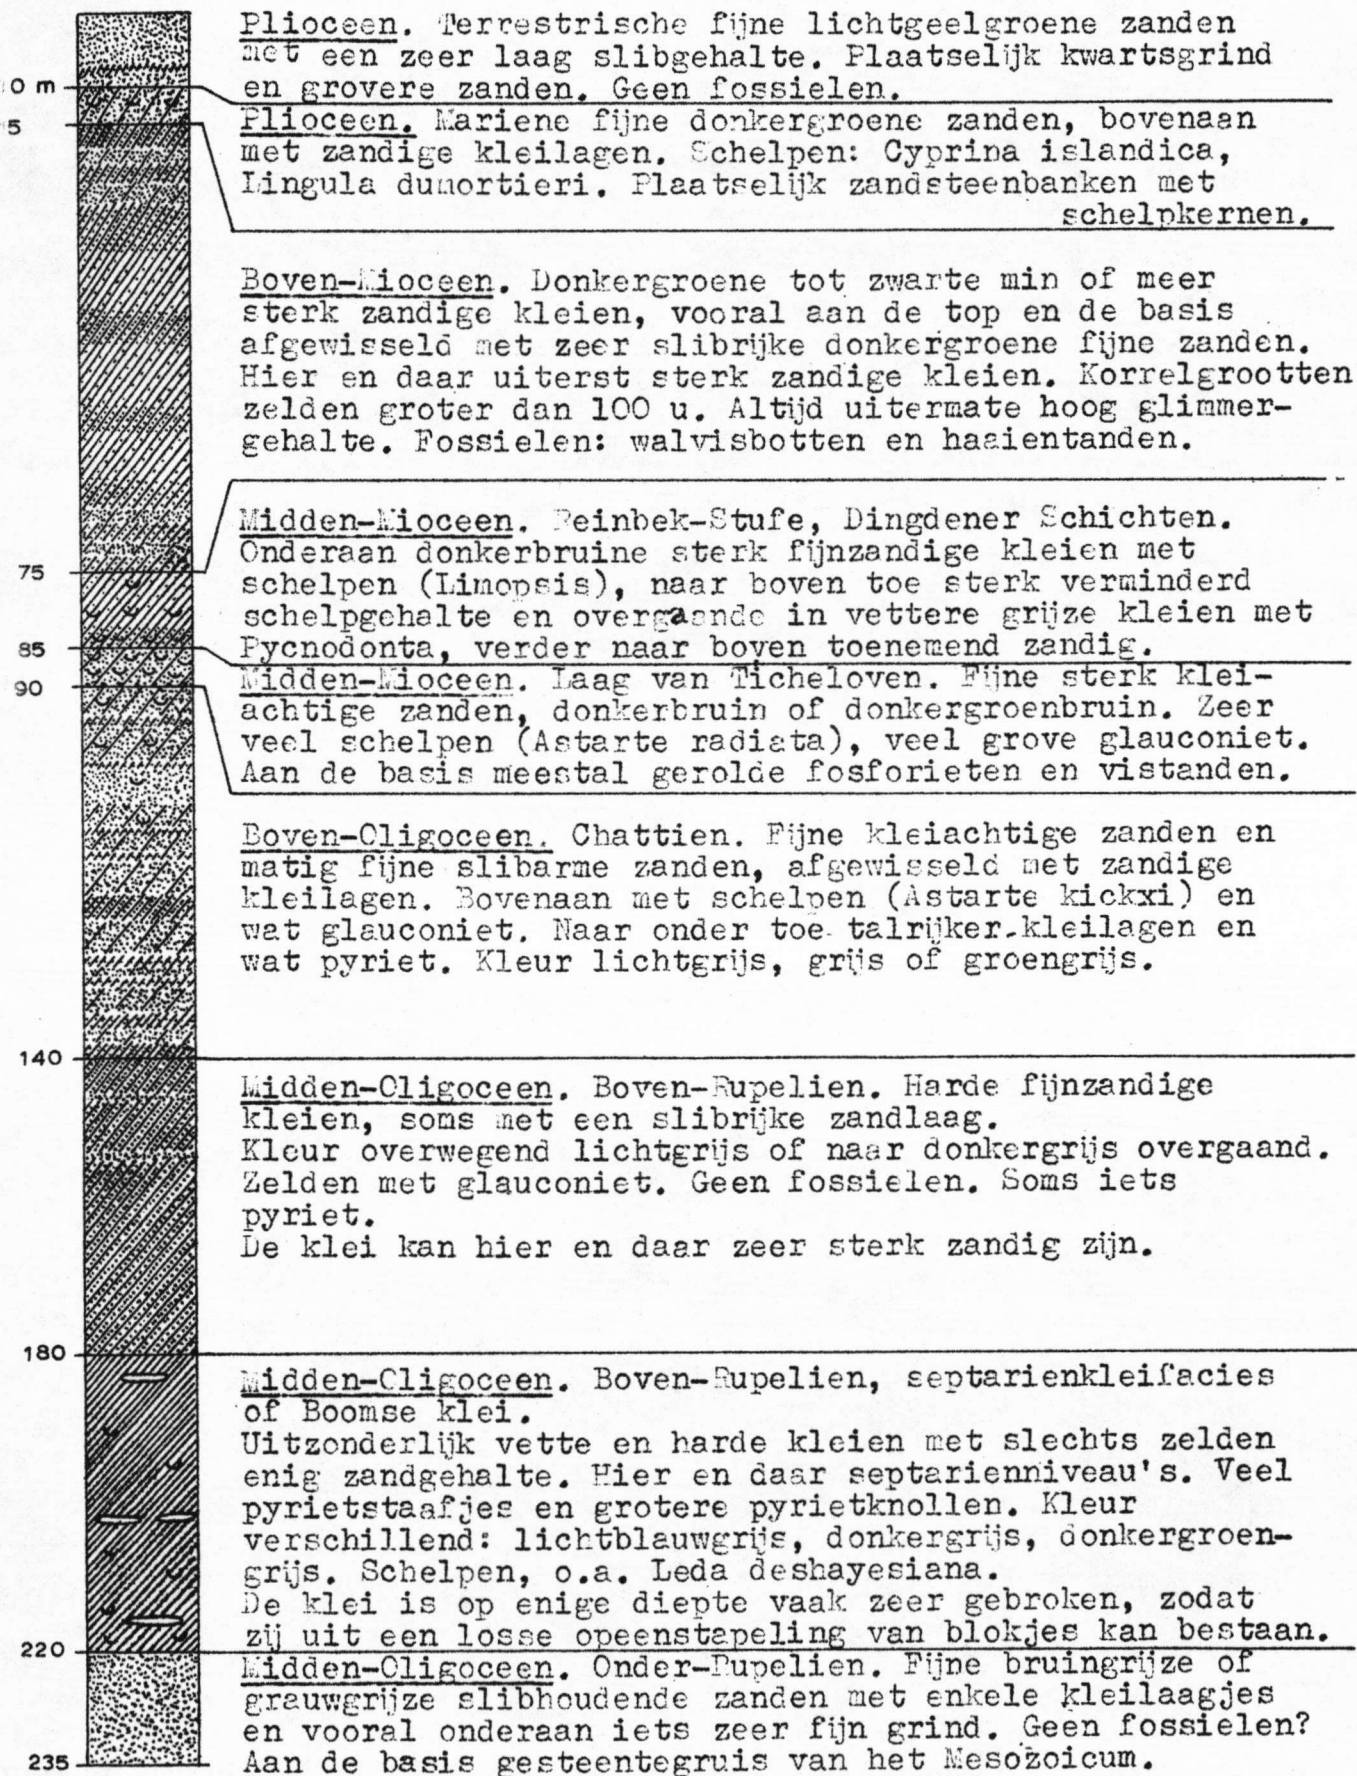 Plioceen. Terrestrische fijne lichtgeelgroene zanden
met een zeer laag slibgehalte. Plaatselijk kwartsgrind
0 m
en grovere zanden. Geen fossielen.
5
Plioceen. Mariene fijne donkergroene zanden, bovenaan
met zandige kleilagen. Schelpen: Cyprina islandica,
Lingula dumortieri. Plaatselijk zandsteenbanken met
schelpkernen.
Boven-Mioceen. Donkergroene tot zwarte min of meer
sterk zandige kleien, vooral aan de top en de basis
afgewisseld met zeer slibrijke donkergroene fijne zanden.
Hier en daar uiterst sterk zandige kleien. Korrelgrootten
zelden groter dan 100 u. Altijd uitermate hoog glimmer-
gehalte. Fossielen: walvisbotten en haaientanden.
Midden-Mioceen. Reinbek-Stufe, Dingdener Schichten.
Onderaan donkerbruine sterk fijnzandige kleien met
75
schelpen (Limopsis), naar boven toe sterk verminderd
schelpgehalte en overgaande in vettere grijze kleien met
85
Pycnodonta, verder naar boven toenemend zandig.
90
Midden-Mioceen. Laag van Ticheloven. Fijne sterk klei-
achtige zanden, donkerbruin of donkergroenbruin. Zeer
veel schelpen (Astarte radiata), veel grove glauconiet.
Aan de basis meestal gerolde fosforieten en vistanden.
Boven-Oligoceen. Chattien. Fijne kleiachtige zanden en
matig fijne slibarme zanden, afgewisseld met zandige
kleilagen. Bovenaan met schelpen (Astarte kickxi) en
wat glauconiet. Naar onder toe talrijker kleilagen en
wat pyriet. Kleur lichtgrijs, grijs of groengrijs.
140
Midden-Oligoceen. Boven-Rupelien. Harde fijnzandige
kleien, soms met een slibrijke zandlaag.
Kleur overwegend lichtgrijs of naar donkergrijs overgaand.
Zelden met glauconiet. Geen fossielen. Soms iets
pyriet.
De klei kan hier en daar zeer sterk zandig zijn.
180
Midden-Oligoceen. Boven-Rupelien, septarienkleifacies
of Boomse klei.
Uitzonderlijk vette en harde kleien met slechts zelden
enig zandgehalte. Hier en daar septarienniveau's. Veel
pyrietstaafjes en grotere pyrietknollen. Kleur
verschillend: lichtblauwgrijs, donkergrijs, donkergroen-
grijs. Schelpen, o.a. Leda deshayesiana.
De klei is op enige diepte vaak zeer gebroken, zodat
zij uit een losse opeenstapeling van blokjes kan bestaan.
220
Midden-Oligoceen. Onder-Rupelien. Fijne bruingrijze of
grauwgrijze slibhoudende zanden met enkele kleilaagjes
en vooral onderaan iets zeer fijn grind. Geen fossielen?
235
Aan de basis gesteentegruis van het Mesozoicum.